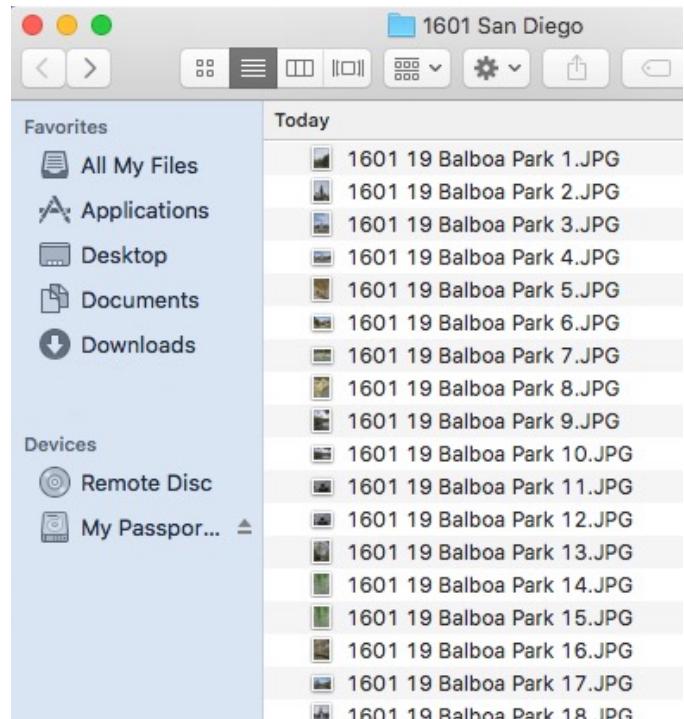 1601 San Diego
Favorites
All My Files
Applications
Desktop
Documents
Downloads
Devices
Remote Disc
My Passpor...
Today
1601 19 Balboa Park 1.JPG
1601 19 Balboa Park 2.JPG
1601 19 Balboa Park 3.JPG
1601 19 Balboa Park 4.JPG
1601 19 Balboa Park 5.JPG
1601 19 Balboa Park 6.JPG
1601 19 Balboa Park 7.JPG
1601 19 Balboa Park 8.JPG
1601 19 Balboa Park 9.JPG
1601 19 Balboa Park 10.JPG
1601 19 Balboa Park 11.JPG
1601 19 Balboa Park 12.JPG
1601 19 Balboa Park 13.JPG
1601 19 Balboa Park 14.JPG
1601 19 Balboa Park 15.JPG
1601 19 Balboa Park 16.JPG
1601 19 Balboa Park 17.JPG
1601 19 Balboa Park 18.JPG